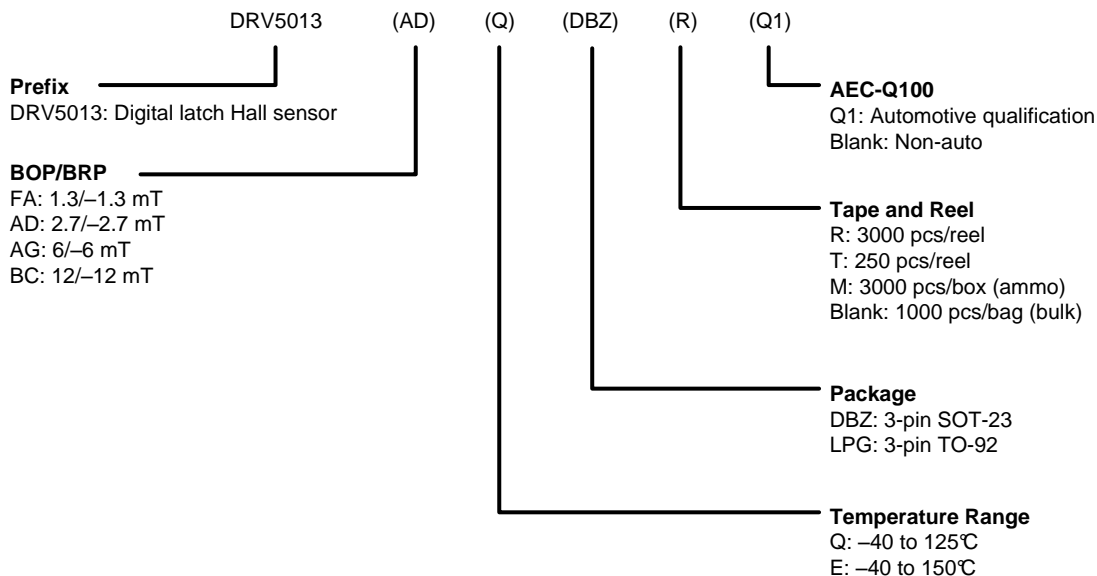 DRV5013 (AD) (Q) (DBZ) (R) (Q1)
Prefix
DRV5013: Digital latch Hall sensor
BOP/BRP
FA: 1.3/–1.3 mT
AD: 2.7/–2.7 mT
AG: 6/–6 mT
BC: 12/–12 mT
AEC-Q100
Q1: Automotive qualification
Blank: Non-auto
Tape and Reel
R: 3000 pcs/reel
T: 250 pcs/reel
M: 3000 pcs/box (ammo)
Blank: 1000 pcs/bag (bulk)
Package
DBZ: 3-pin SOT-23
LPG: 3-pin TO-92
Temperature Range
Q: –40 to 125℃
E: –40 to 150℃